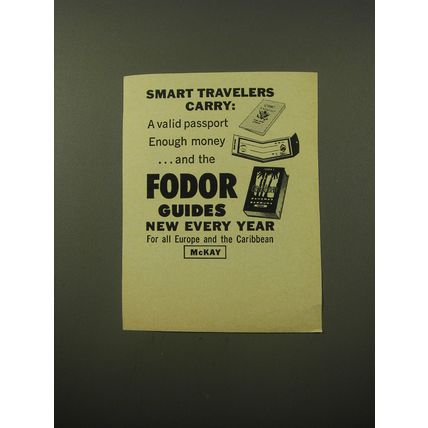 SMART TRAVELERS
CARRY:
A valid passport
Enough money
...and the
FODOR
GUIDES
NEW EVERY YEAR
For all Europe and the Caribbean
McKAY